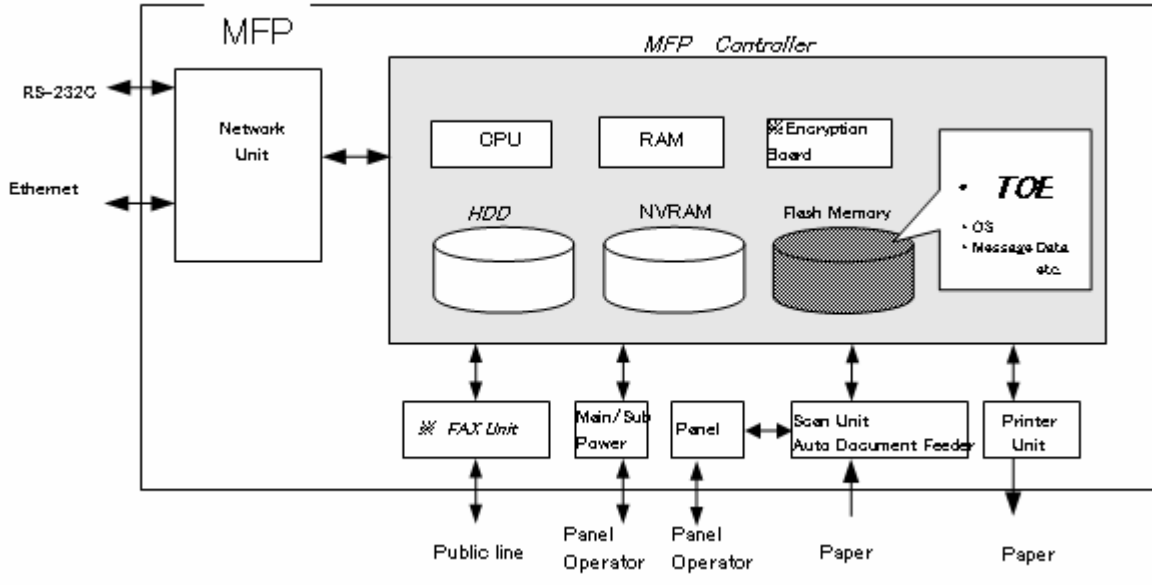 MFP
MFP Controller
RS-232C
Network
Unit
Ethernet
CPU
RAM
※Encryption
Board
• TOE
• OS
• Message Data
etc.
HDD
NVRAM
Flash Memory
※ FAX Unit
Main/Sub
Power
Panel
Scan Unit
Auto Document Feeder
Printer
Unit
Public line
Panel
Operator
Panel
Operator
Paper
Paper